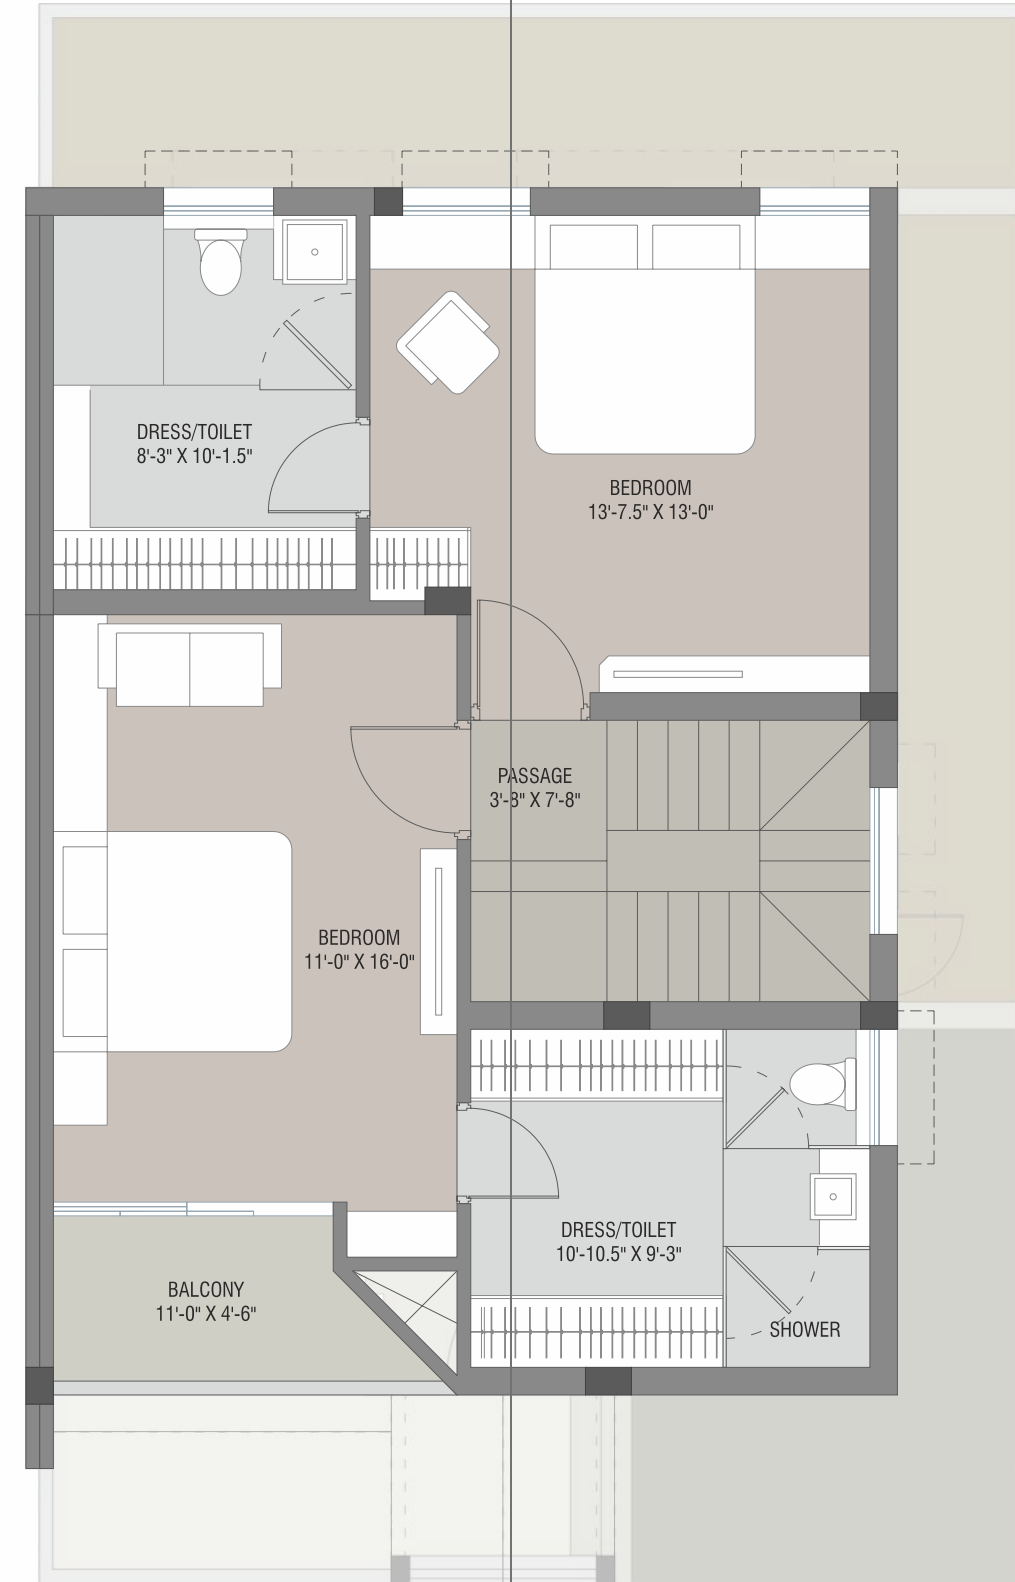 DRESS/TOILET
8'-3" X 10'-1.5"
BEDROOM
13'-7.5" X 13'-0"
PASSAGE
3'-8" X 7'-8"
BEDROOM
11'-0" X 16'-0"
DRESS/TOILET
10'-10.5" X 9'-3"
BALCONY
11'-0" X 4'-6"
SHOWER